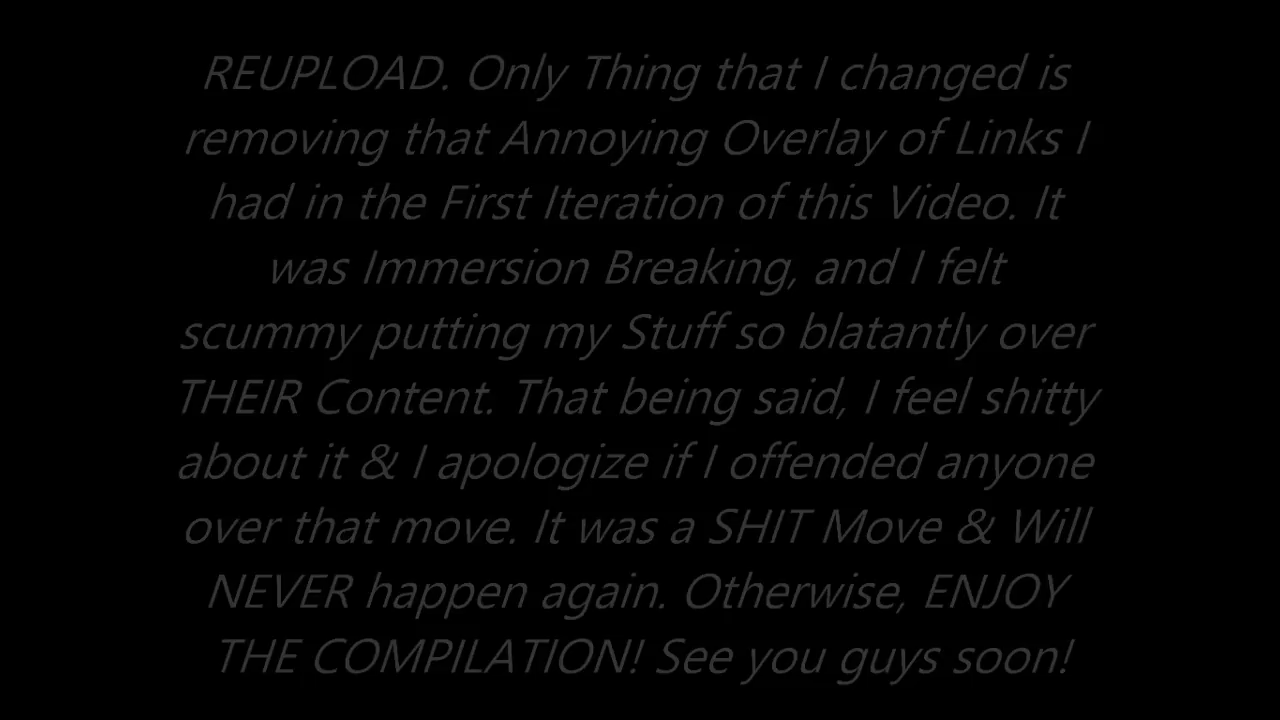 REUPLOAD. Only Thing that I changed is
removing that Annoying Overlay of Links I
had in the First Iteration of this Video. It
was Immersion Breaking, and I felt
scummy putting my Stuff so blatantly over
THEIR Content. That being said, I feel shitty
about it & I apologize if I offended anyone
over that move. It was a SHIT Move & Will
NEVER happen again. Otherwise, ENJOY
THE COMPILATION! See you guys soon!